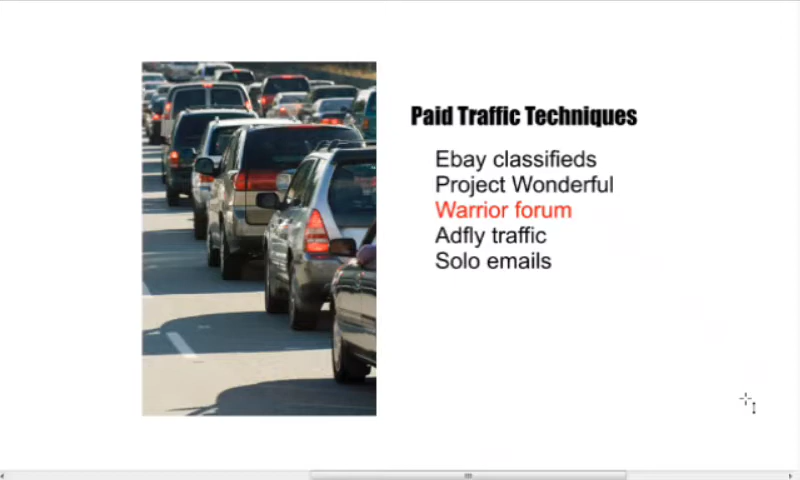 Paid Traffic Techniques
Ebay classifieds
Project Wonderful
Warrior forum
Adfly traffic
Solo emails